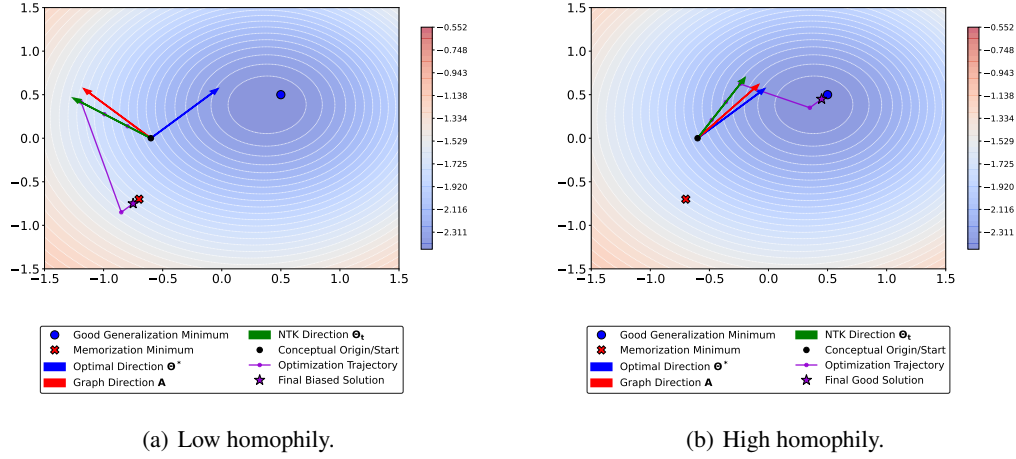 1.5
1.0
0.5
0.0
−0.5
−1.0
−1.5
−1.5 −1.0 −0.5 0.0 0.5 1.0 1.5
−0.552
−0.748
−0.943
−1.138
−1.334
−1.529
−1.725
−1.920
−2.116
−2.311
Good Generalization Minimum
Memorization Minimum
Optimal Direction Θ*
Graph Direction A
NTK Direction Θt
Conceptual Origin/Start
Optimization Trajectory
Final Biased Solution
(a) Low homophily.
1.5
1.0
0.5
0.0
−0.5
−1.0
−1.5
−1.5 −1.0 −0.5 0.0 0.5 1.0 1.5
−0.552
−0.748
−0.943
−1.138
−1.334
−1.529
−1.725
−1.920
−2.116
−2.311
Good Generalization Minimum
Memorization Minimum
Optimal Direction Θ*
Graph Direction A
NTK Direction Θt
Conceptual Origin/Start
Optimization Trajectory
Final Good Solution
(b) High homophily.